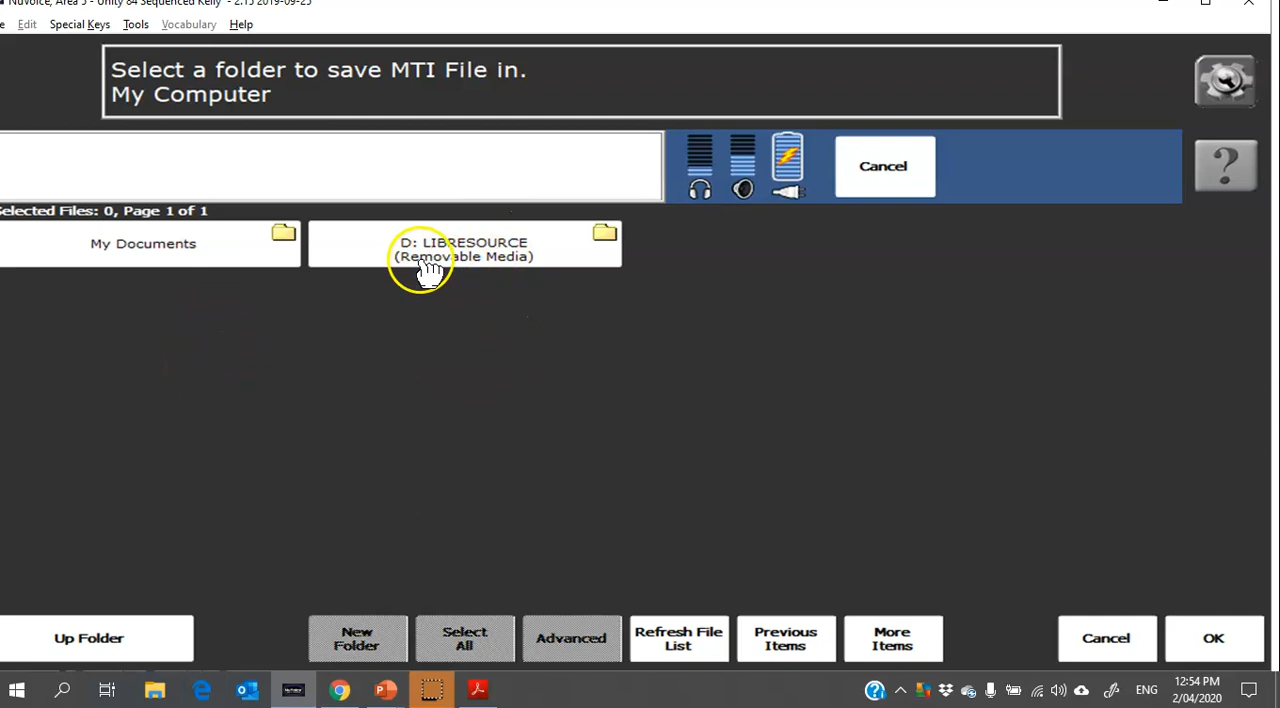 NuVoice, Area 5 - Unity 84 Sequenced Kelly - 2.15 2019-09-25
e Edit Special Keys Tools Vocabulary Help
Select a folder to save MTI File in.
My Computer
Cancel
?
elected Files: 0, Page 1 of 1
My Documents
D: LIBRESOURCE
(Removable Media)
Up Folder
New
Folder
Select
All
Advanced
Refresh File
List
Previous
Items
More
Items
Cancel
OK
ENG
12:54 PM
2/04/2020